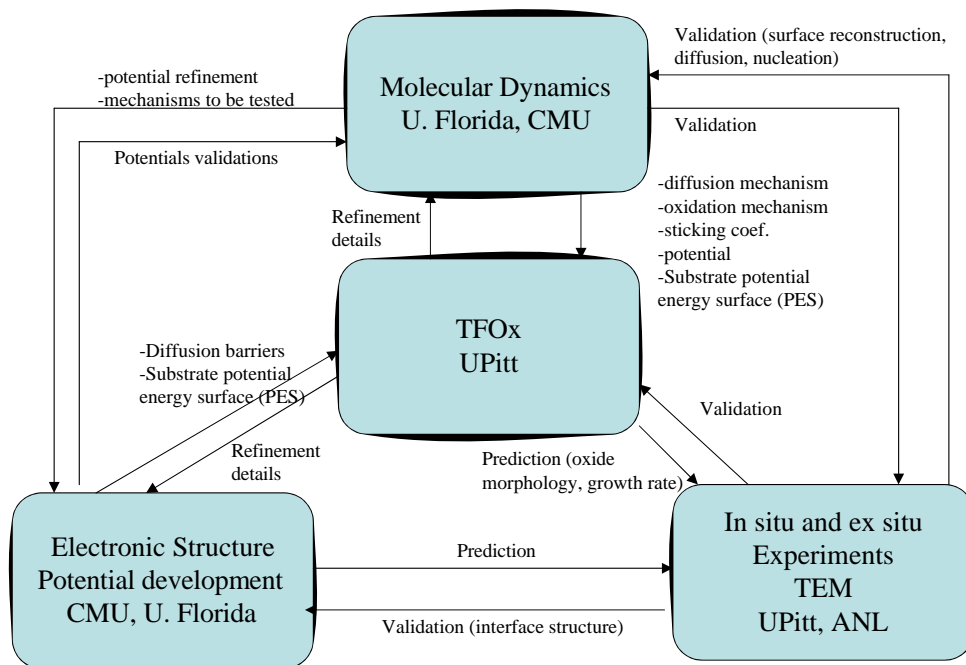 Validation (surface reconstruction,
diffusion, nucleation)
-potential refinement
-mechanisms to be tested
Molecular Dynamics
U. Florida, CMU
Validation
Potentials validations
-diffusion mechanism
-oxidation mechanism
-sticking coef.
-potential
-Substrate potential
energy surface (PES)
Refinement
details
TFOx
UPitt
-Diffusion barriers
-Substrate potential
energy surface (PES)
Validation
Refinement
details
Prediction (oxide
morphology, growth rate)
Electronic Structure
Potential development
CMU, U. Florida
Prediction
In situ and ex situ
Experiments
TEM
UPitt, ANL
Validation (interface structure)